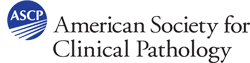 ASCP
American Society for
Clinical Pathology